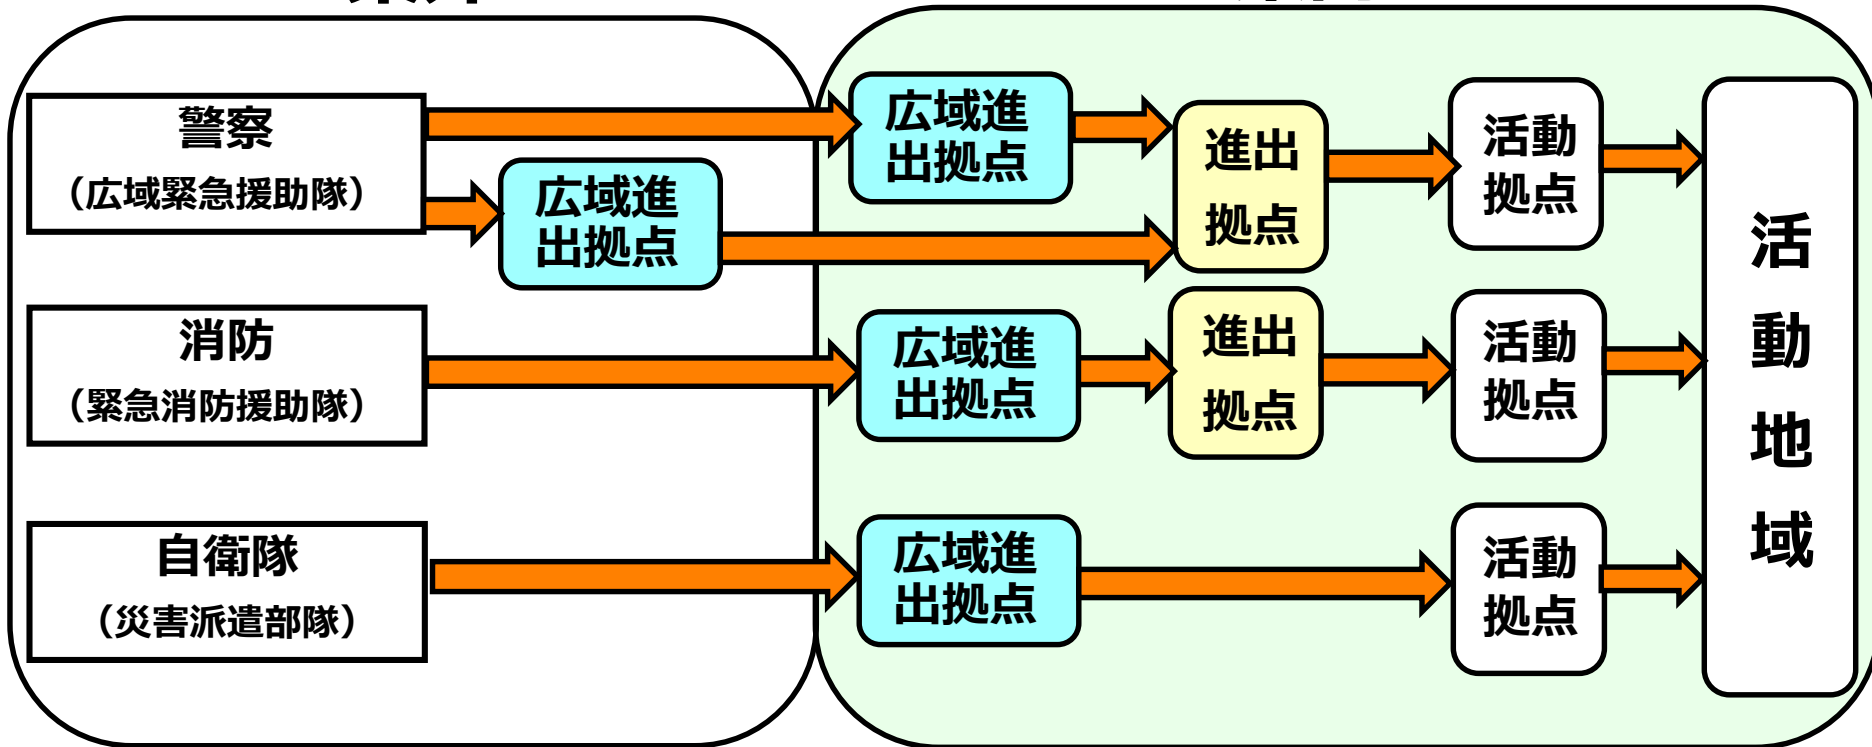 警察
（広域緊急援助隊）
広域進
出拠点
広域進
出拠点
進出
拠点
活動
拠点
消防
（緊急消防援助隊）
広域進
出拠点
進出
拠点
活動
拠点
自衛隊
（災害派遣部隊）
広域進
出拠点
活動
拠点
活
動
地
域